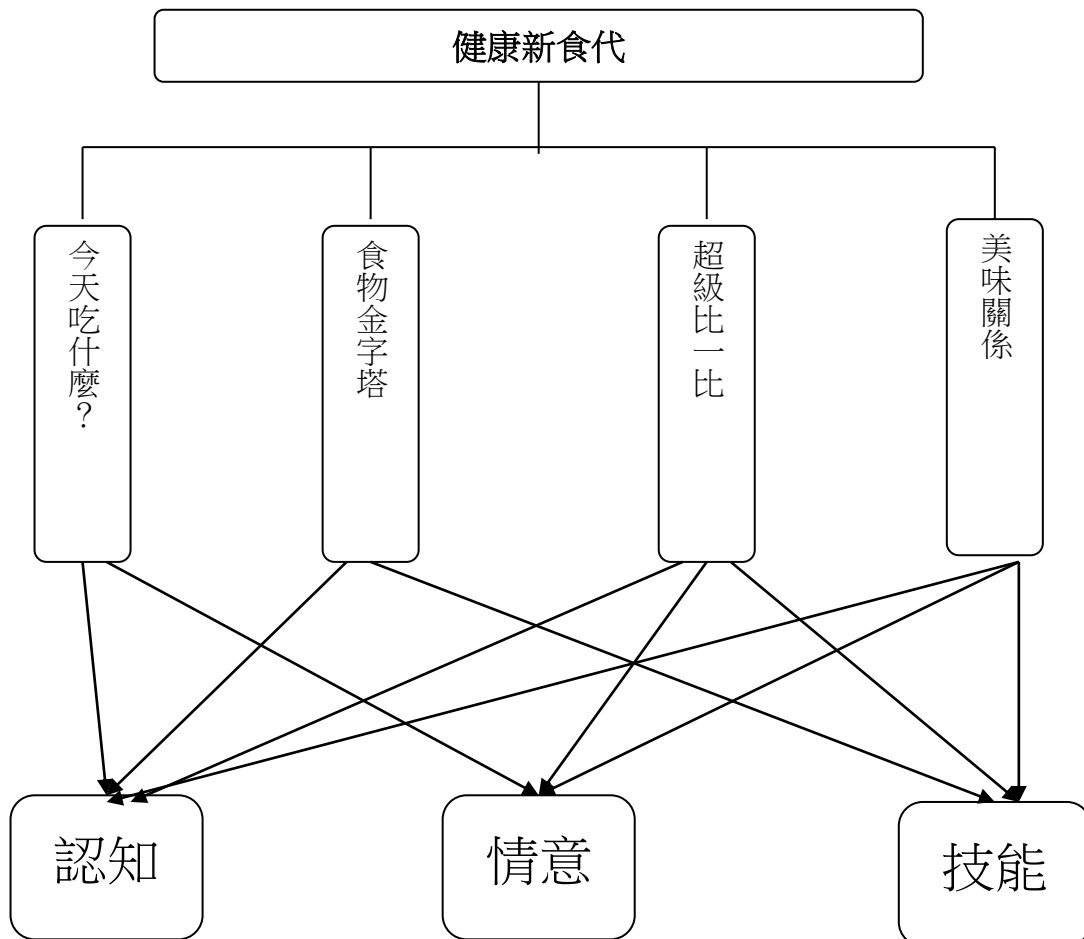 健康新食代
今天吃什麼？
食物金字塔
超級比一比
美味關係
認知
情意
技能